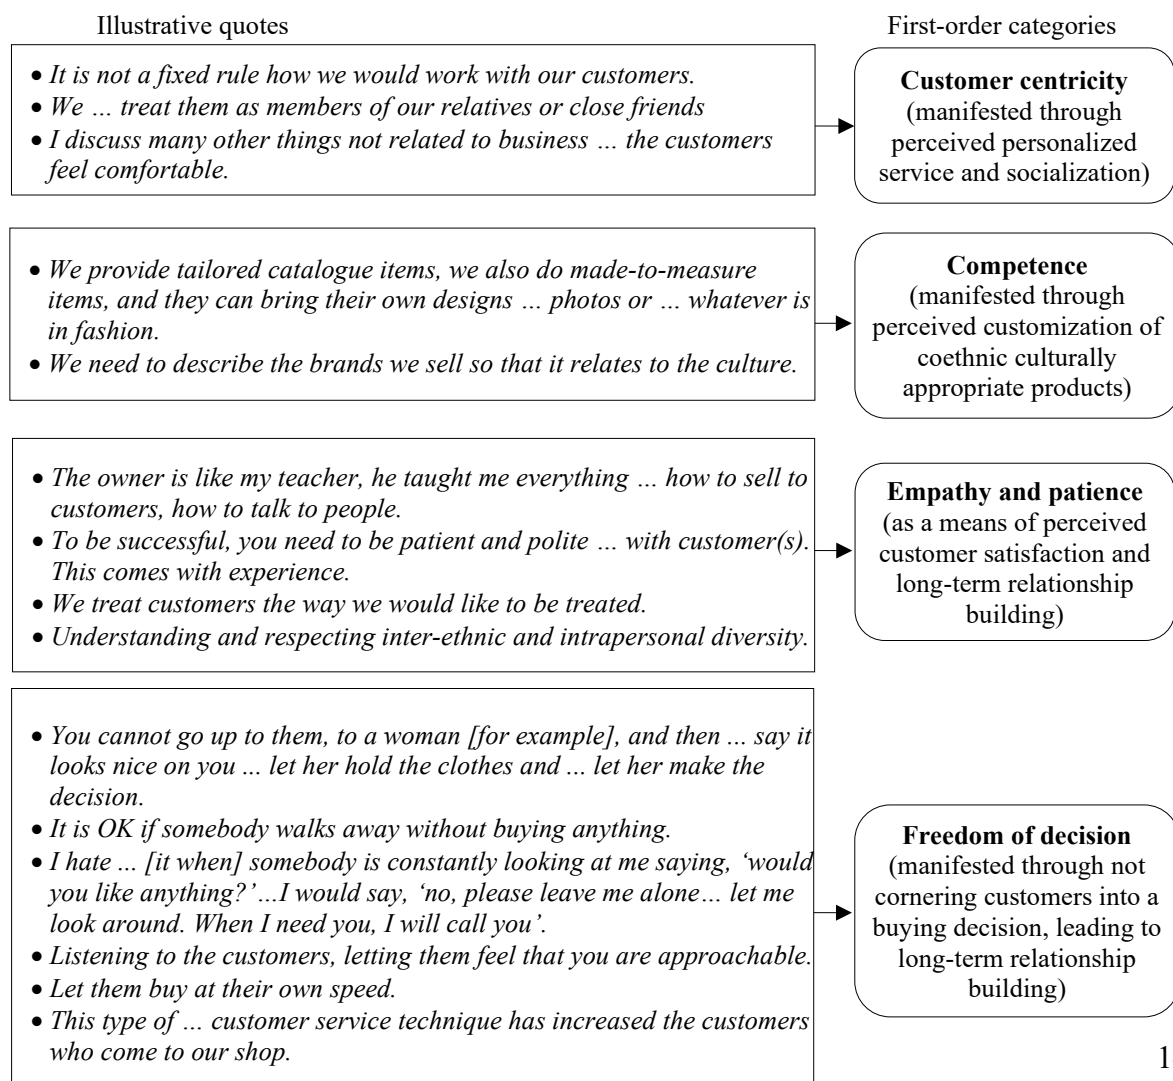 Illustrative quotes
First-order categories
• It is not a fixed rule how we would work with our customers.
• We … treat them as members of our relatives or close friends
• I discuss many other things not related to business … the customers
feel comfortable.
Customer centricity
(manifested through
perceived personalized
service and socialization)
• We provide tailored catalogue items, we also do made-to-measure
items, and they can bring their own designs … photos or … whatever is
in fashion.
• We need to describe the brands we sell so that it relates to the culture.
Competence
(manifested through
perceived customization of
coethnic culturally
appropriate products)
• The owner is like my teacher, he taught me everything … how to sell to
customers, how to talk to people.
• To be successful, you need to be patient and polite … with customer(s).
This comes with experience.
• We treat customers the way we would like to be treated.
• Understanding and respecting inter-ethnic and intrapersonal diversity.
Empathy and patience
(as a means of perceived
customer satisfaction and
long-term relationship
building)
• You cannot go up to them, to a woman [for example], and then … say it
looks nice on you … let her hold the clothes and … let her make the
decision.
• It is OK if somebody walks away without buying anything.
• I hate … [it when] somebody is constantly looking at me saying, ‘would
you like anything?’…I would say, ‘no, please leave me alone… let me
look around. When I need you, I will call you’.
• Listening to the customers, letting them feel that you are approachable.
• Let them buy at their own speed.
• This type of … customer service technique has increased the customers
who come to our shop.
Freedom of decision
(manifested through not
cornering customers into a
buying decision, leading to
long-term relationship
building)
1